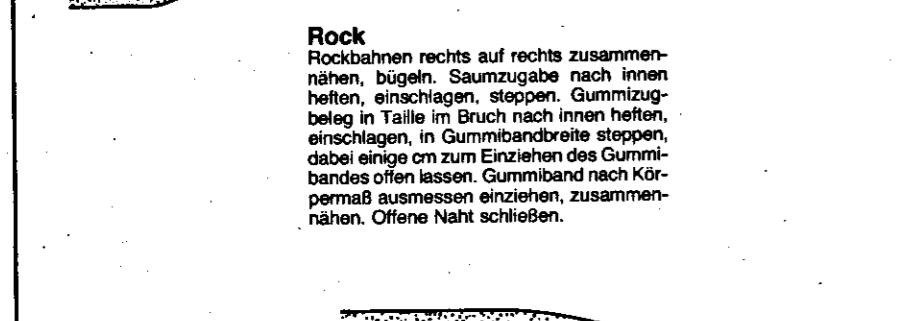 Rock
Rockbahnen rechts auf rechts zusammen-
nähen, bügeln. Saumzugabe nach innen
heften, einschlagen, steppen. Gummizug-
beleg in Taille im Bruch nach innen heften,
einschlagen, in Gummibandbreite steppen,
dabei einige cm zum Einziehen des Gummi-
bandes offen lassen. Gummiband nach Kör-
permaß ausmessen einziehen, zusammen-
nähen. Offene Naht schließen.